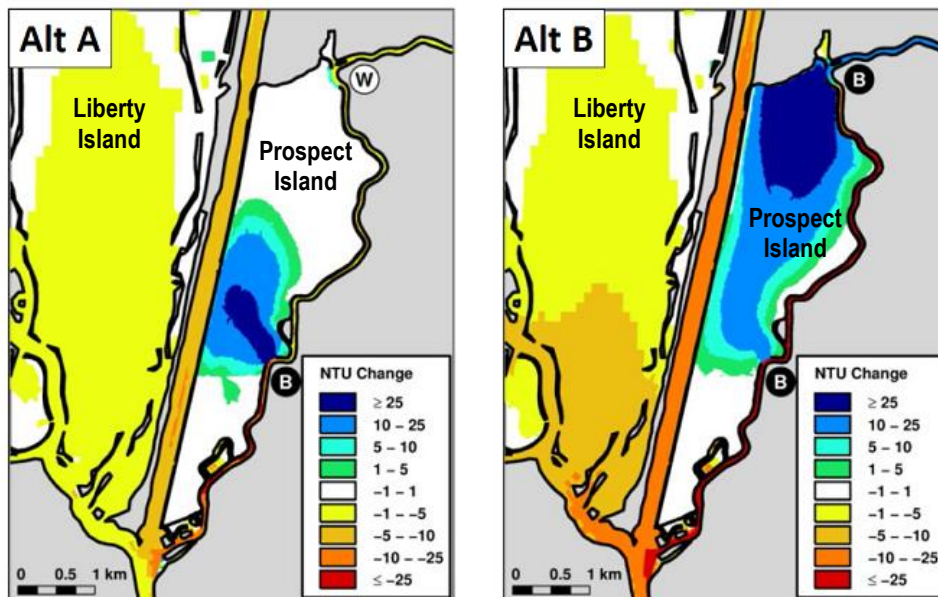 Alt A
Liberty
Island
Prospect
Island
W
B
NTU Change
≥ 25
10 – 25
5 – 10
1 – 5
−1 – 1
−1 – −5
−5 – −10
−10 – −25
≤ −25
0 0.5 1 km
Alt B
Liberty
Island
Prospect
Island
B
B
NTU Change
≥ 25
10 – 25
5 – 10
1 – 5
−1 – 1
−1 – −5
−5 – −10
−10 – −25
≤ −25
0 0.5 1 km